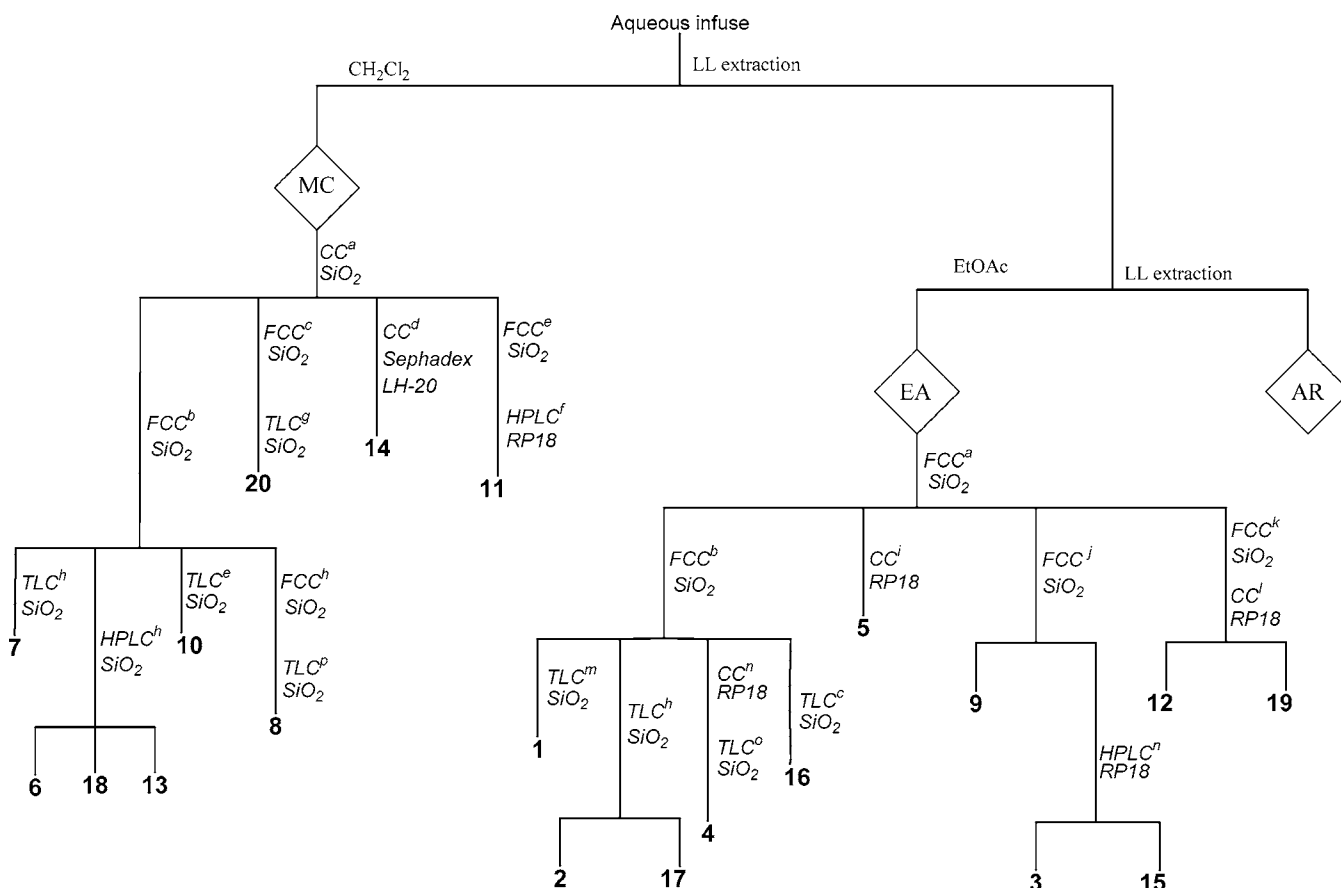 Aqueous infuse
CH₂Cl₂
LL extraction
MC
CCᵃ
SiO₂
EtOAc
LL extraction
FCCᶜ
SiO₂
CCᵈ
Sephadex
LH-20
FCCᵉ
SiO₂
EA
AR
FCCᵇ
SiO₂
TLCᵍ
SiO₂
HPLCᶠ
RP18
14
20
11
FCCᵃ
SiO₂
FCCᵇ
SiO₂
CCⁱ
RP18
FCCʲ
SiO₂
FCCᵏ
SiO₂
CCˡ
RP18
TLCʰ
SiO₂
HPLCʰ
SiO₂
TLCᵉ
SiO₂
FCCʰ
SiO₂
TLCᵖ
SiO₂
7
10
8
5
6
18
13
TLCᵐ
SiO₂
TLCʰ
SiO₂
CCⁿ
RP18
TLCᵒ
SiO₂
TLCᶜ
SiO₂
9
12
19
1
16
4
HPLCⁿ
RP18
2
17
3
15